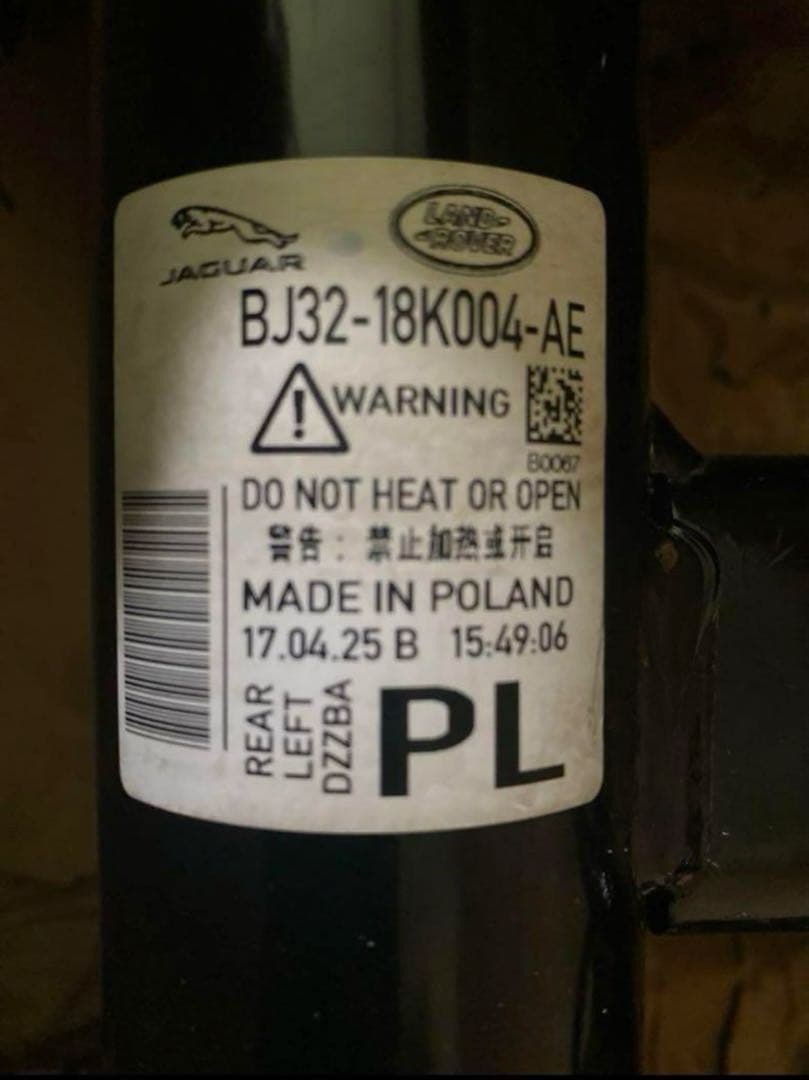 JAGUAR
LAND-
ROVER
BJ32-18K004-AE
WARNING
B0067
DO NOT HEAT OR OPEN
警告：禁止加热或开启
MADE IN POLAND
17.04.25 B 15:49:06
REAR
LEFT
DZZBA
PL